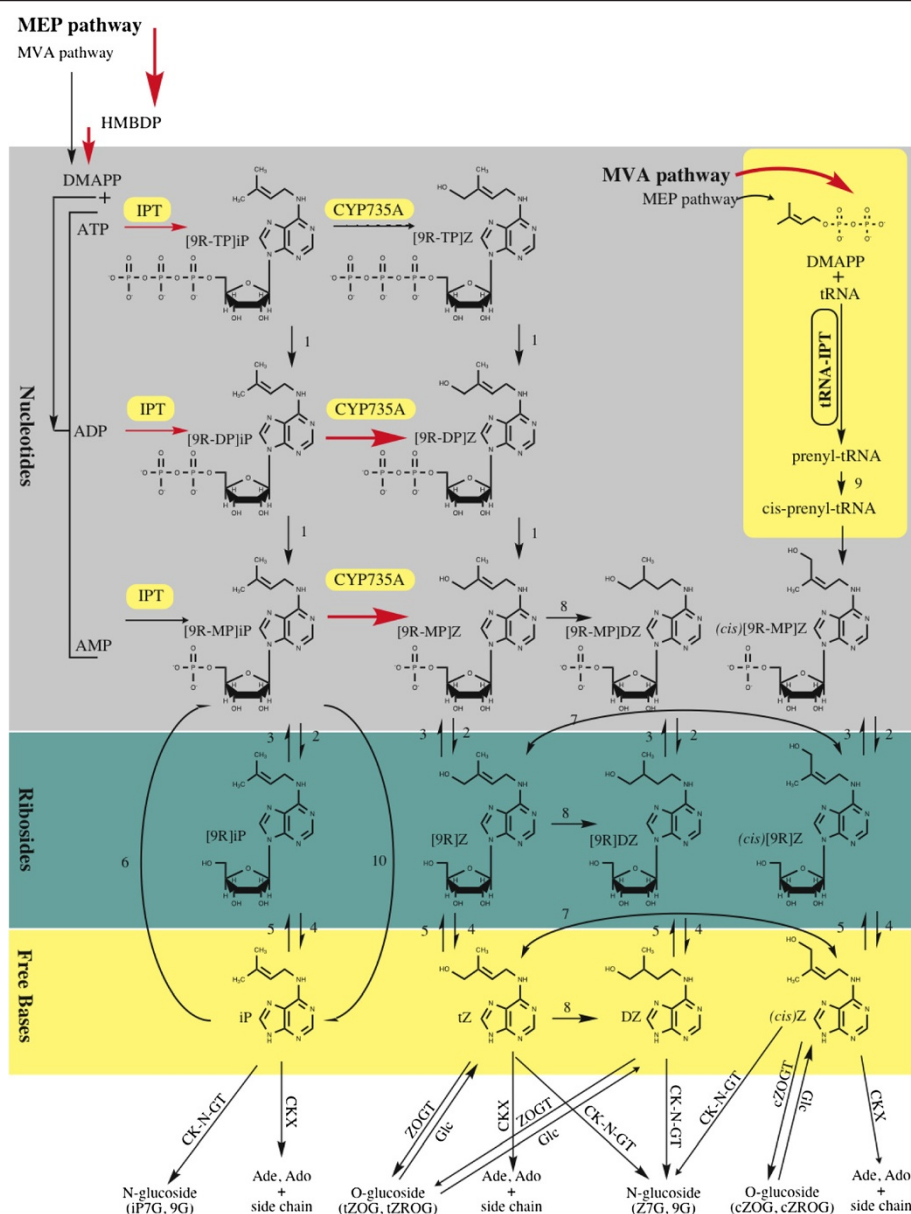 MEP pathway
MVA pathway
HMBDP
DMAPP
+
ATP
IPT
[9R-TP]iP
CYP735A
[9R-TP]Z
MVA pathway
MEP pathway
DMAPP
+
tRNA
tRNA-IPT
prenyl-tRNA
9
cis-prenyl-tRNA
1
1
Nucleotides
ADP
IPT
[9R-DP]iP
CYP735A
[9R-DP]Z
1
1
AMP
IPT
[9R-MP]iP
CYP735A
[9R-MP]Z
8
[9R-MP]DZ
(cis)[9R-MP]Z
7
3 2
3 2
3 2
3 2
Ribosides
[9R]iP
[9R]Z
8
[9R]DZ
(cis)[9R]Z
6
10
7
5 4
5 4
5 4
5 4
Free Bases
iP
tZ
8
DZ
(cis)Z
CK-N-GT
CKX
ZOGT
Glc
CKX
ZOGT
Glc
CK-N-GT
CK-N-GT
CK-N-GT
cZOGT
Glc
CKX
N-glucoside
(iP7G, 9G)
Ade, Ado
+
side chain
O-glucoside
(tZOG, tZROG)
Ade, Ado
+
side chain
N-glucoside
(Z7G, 9G)
O-glucoside
(cZOG, cZROG)
Ade, Ado
+
side chain